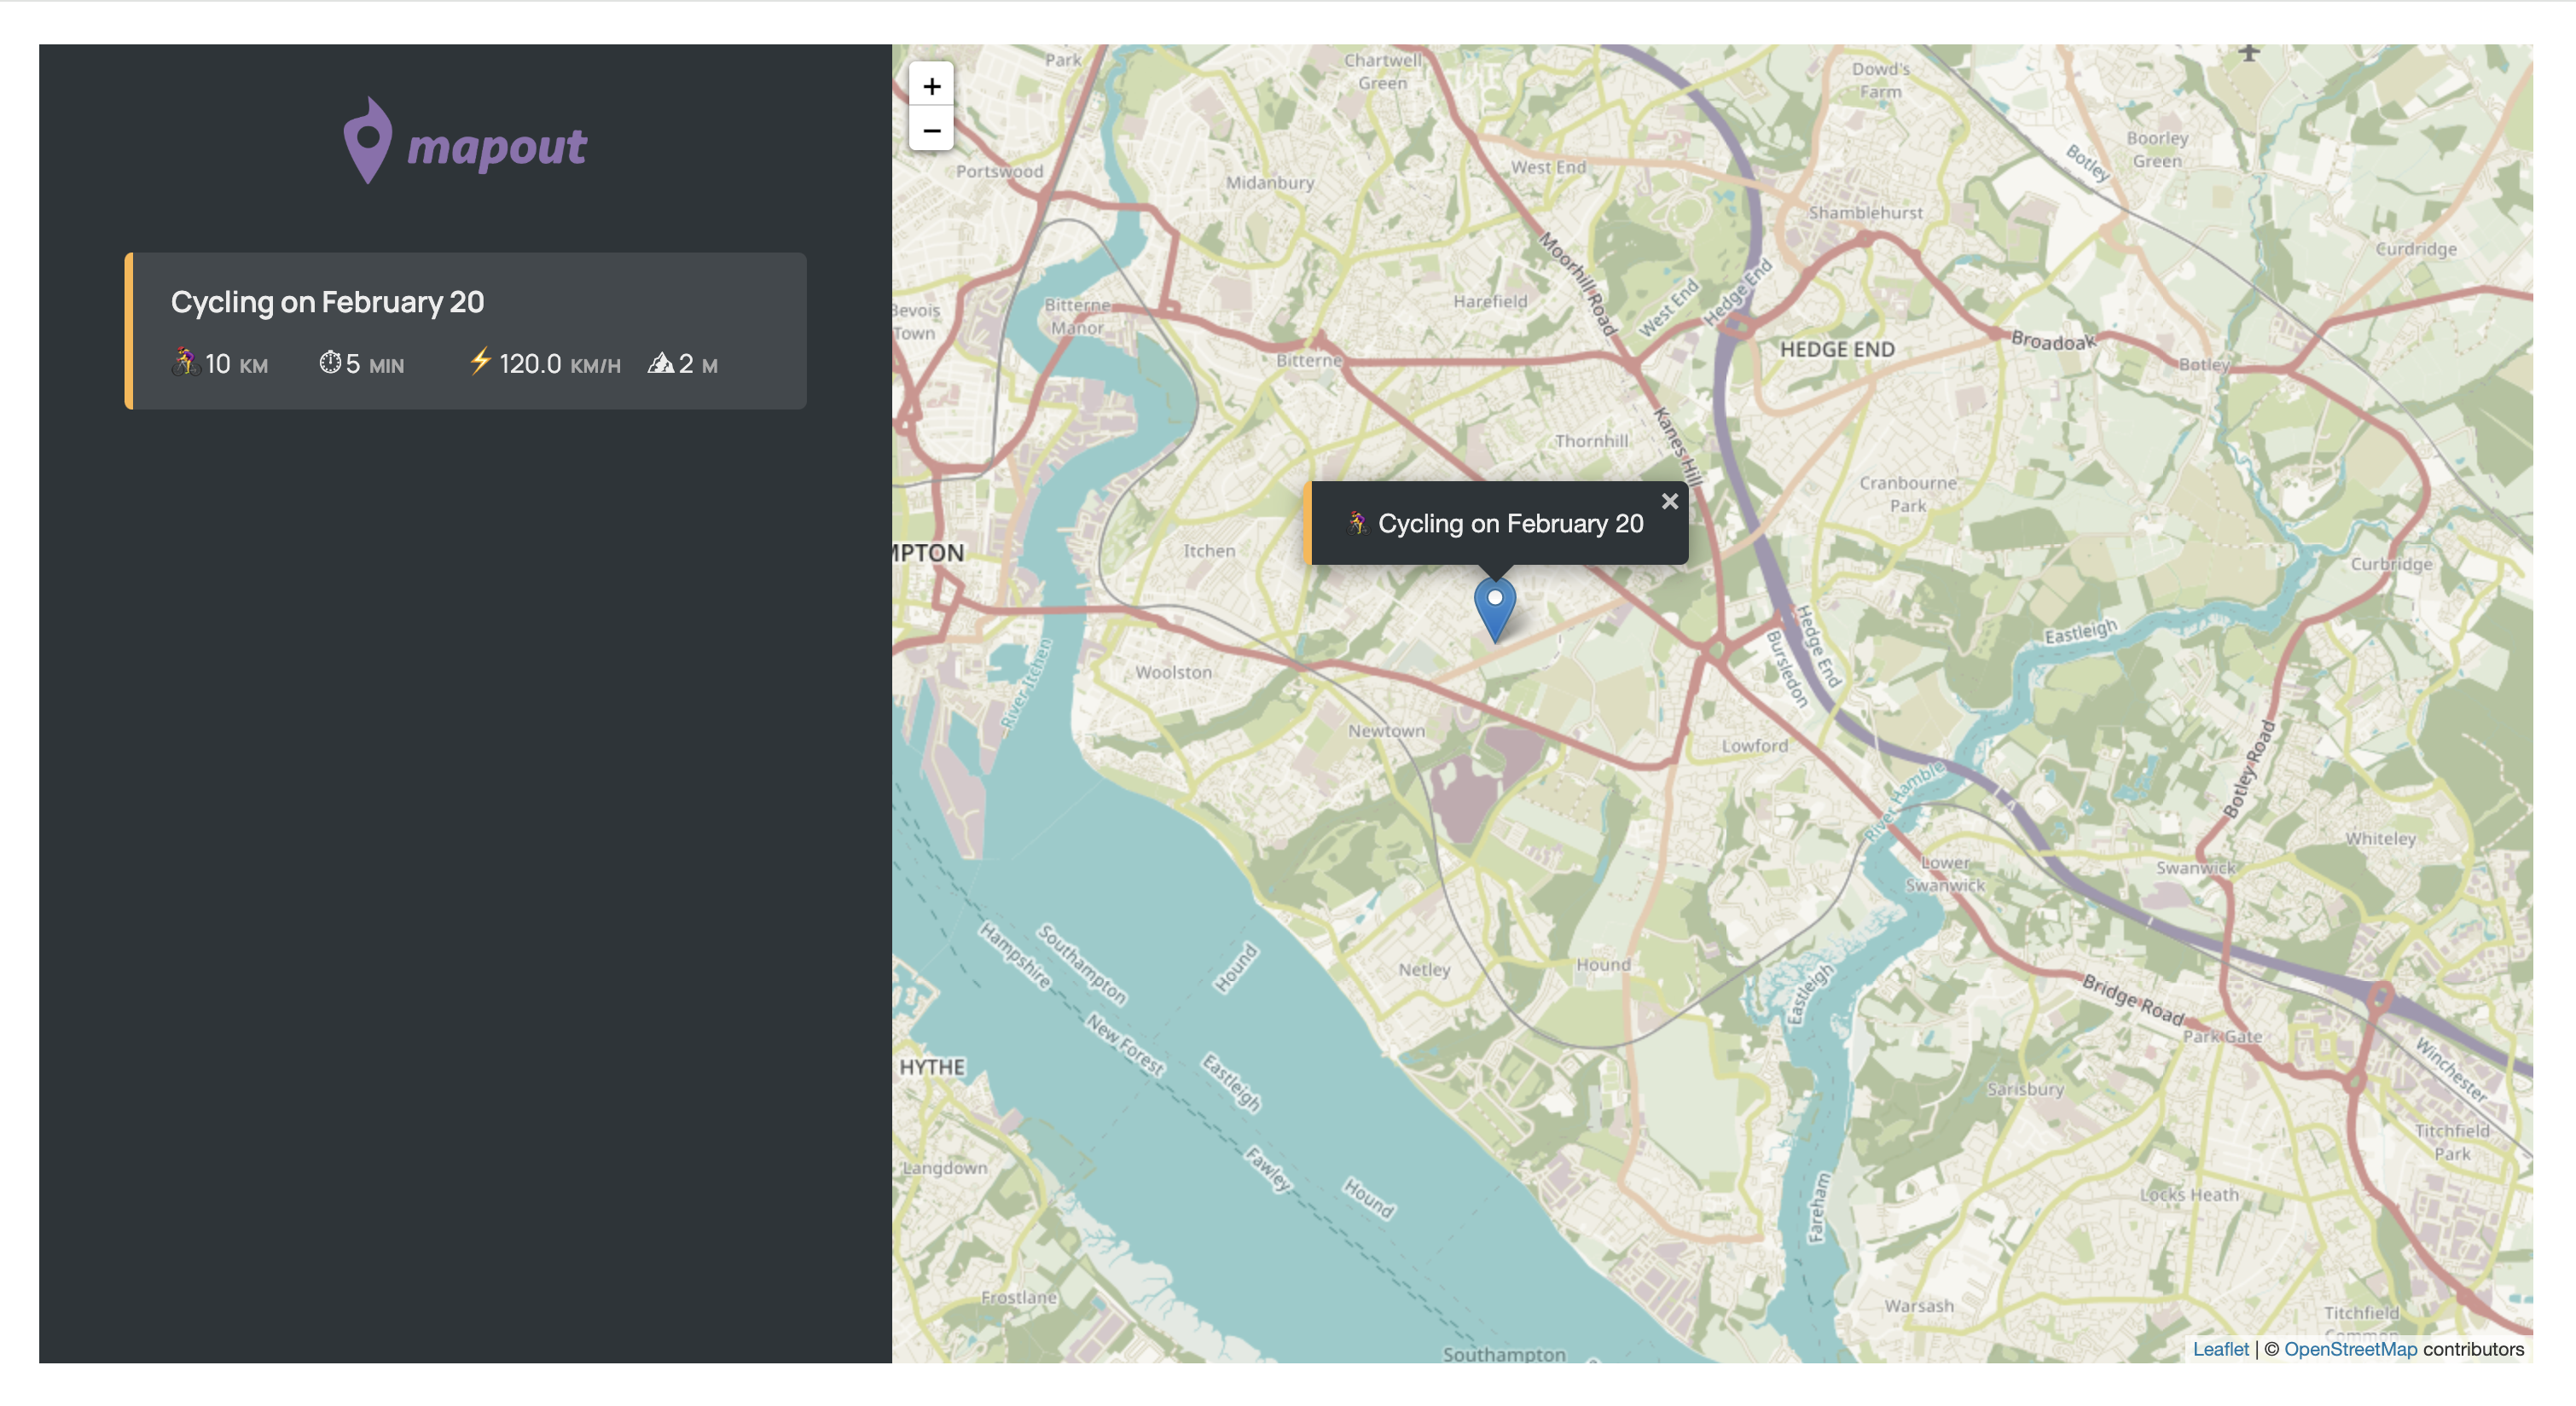 mapout
Cycling on February 20
10 KM 5 MIN 120.0 KM/H 2 M
+
−
Park
Chartwell
Green
Dowd's
Farm
Boorley
Green
Botley
Portswood
Midanbury
West End
Shamblehurst
Curdridge
Moorhill Road
West End
Hedge End
Bevois
Town
Bitterne
Manor
Harefield
Bitterne
HEDGE END
Broadoak
Botley
Kanes Hill
Thornhill
Cranbourne
Park
Cycling on February 20
×
MPTON
Itchen
Curbridge
Hedge End
Bursledon
Eastleigh
River Itchen
Woolston
Newtown
Lowford
Botley Road
River Hamble
Whiteley
Lower
Swanwick
Swanwick
Southampton
Hampshire
Hound
Netley
Hound
Eastleigh
Bridge Road
Park Gate
New Forest
Eastleigh
HYTHE
Winchester
Sarisbury
Titchfield
Park
Langdown
Fawley
Hound
Fareham
Locks Heath
Frostlane
Warsash
Titchfield
Common
Southampton
Leaflet | © OpenStreetMap contributors